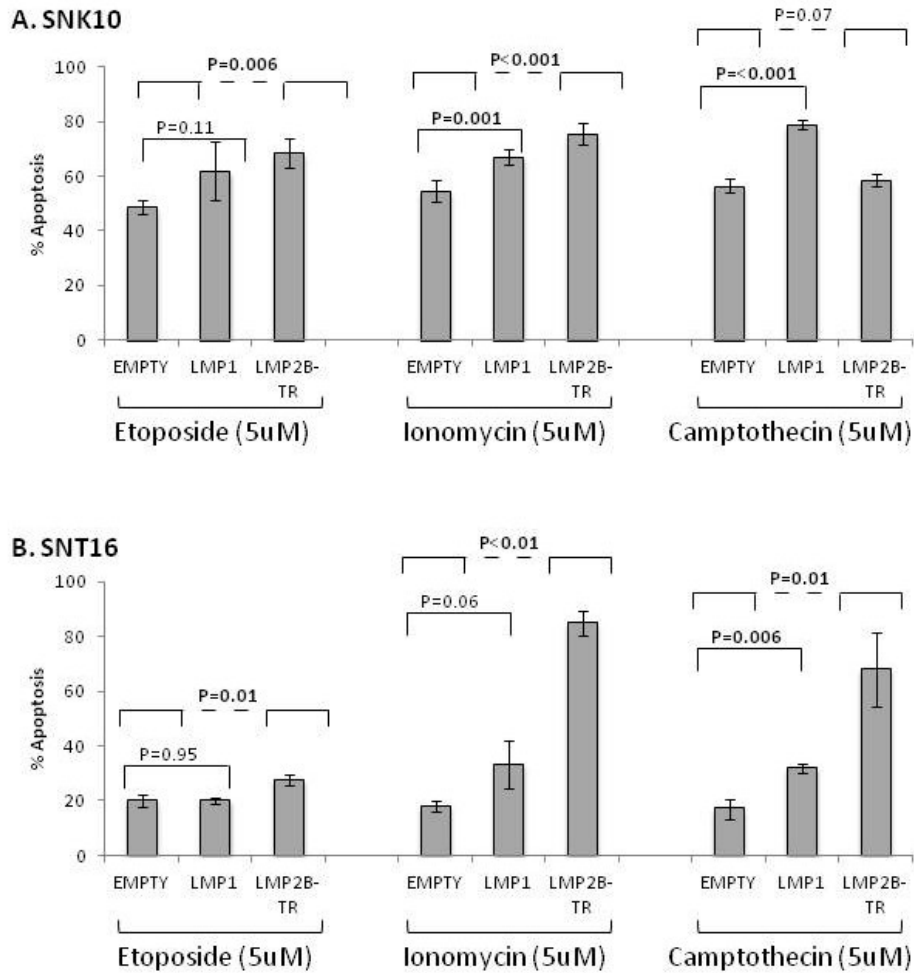 A. SNK10
P=0.07
P=0.006
P<0.001
P=<0.001
P=0.11
P=0.001
100
80
60
40
20
0
% Apoptosis
EMPTY LMP1 LMP2B-TR
EMPTY LMP1 LMP2B-TR
EMPTY LMP1 LMP2B-TR
Etoposide (5uM) Ionomycin (5uM) Camptothecin (5uM)
B. SNT16
P<0.01
P=0.01
P=0.06
P=0.006
P=0.01
P=0.95
100
80
60
40
20
0
% Apoptosis
EMPTY LMP1 LMP2B-TR
EMPTY LMP1 LMP2B-TR
EMPTY LMP1 LMP2B-TR
Etoposide (5uM) Ionomycin (5uM) Camptothecin (5uM)